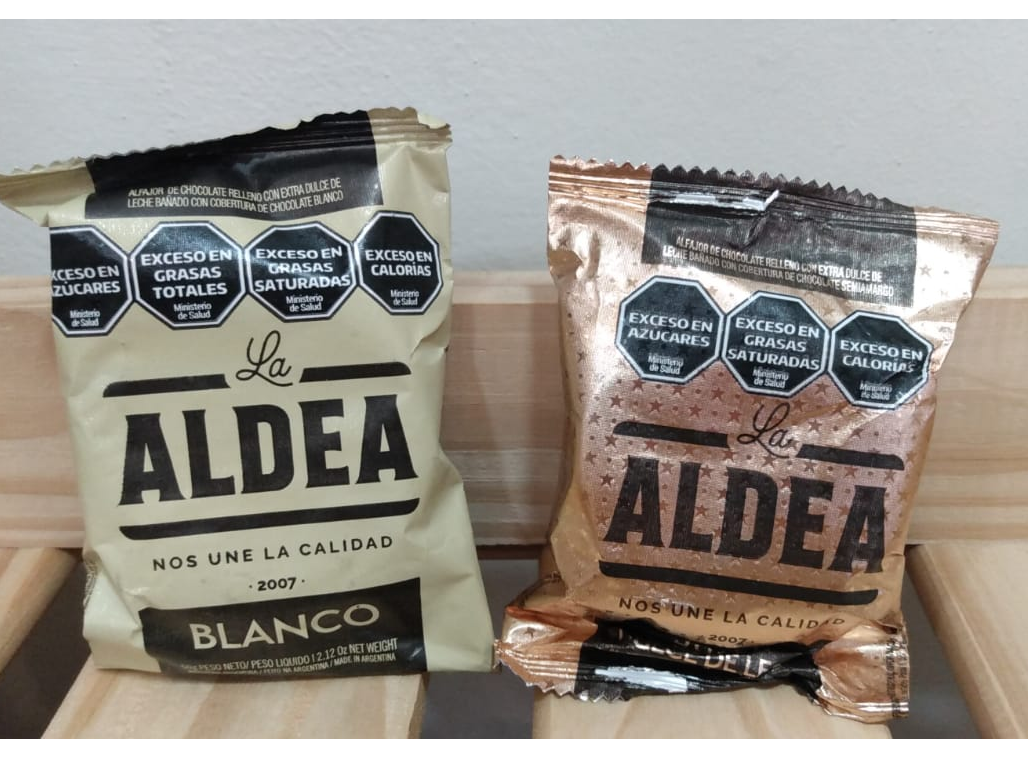 ALFAJOR DE CHOCOLATE RELLENO CON EXTRA DULCE DE
LECHE BAÑADO CON COBERTURA DE CHOCOLATE BLANCO
EXCESO EN
AZÚCARES
Ministerio
de Salud
EXCESO EN
GRASAS
TOTALES
Ministerio
de Salud
EXCESO EN
GRASAS
SATURADAS
Ministerio
de Salud
EXCESO EN
CALORÍAS
Ministerio
de Salud
La
ALDEA
NOS UNE LA CALIDAD
· 2007 ·
BLANCO
PESO NETO/ PESO LIQUIDO | 2.12 Oz NET WEIGHT
ARGENTINA / MADE IN ARGENTINA
ALFAJOR DE CHOCOLATE RELLENO CON EXTRA DULCE DE
LECHE BAÑADO CON COBERTURA DE CHOCOLATE SEMIAMARGO
EXCESO EN
AZÚCARES
Ministerio
de Salud
EXCESO EN
GRASAS
SATURADAS
Ministerio
de Salud
EXCESO EN
CALORÍAS
Ministerio
de Salud
La
ALDEA
NOS UNE LA CALIDAD
· 2007 ·